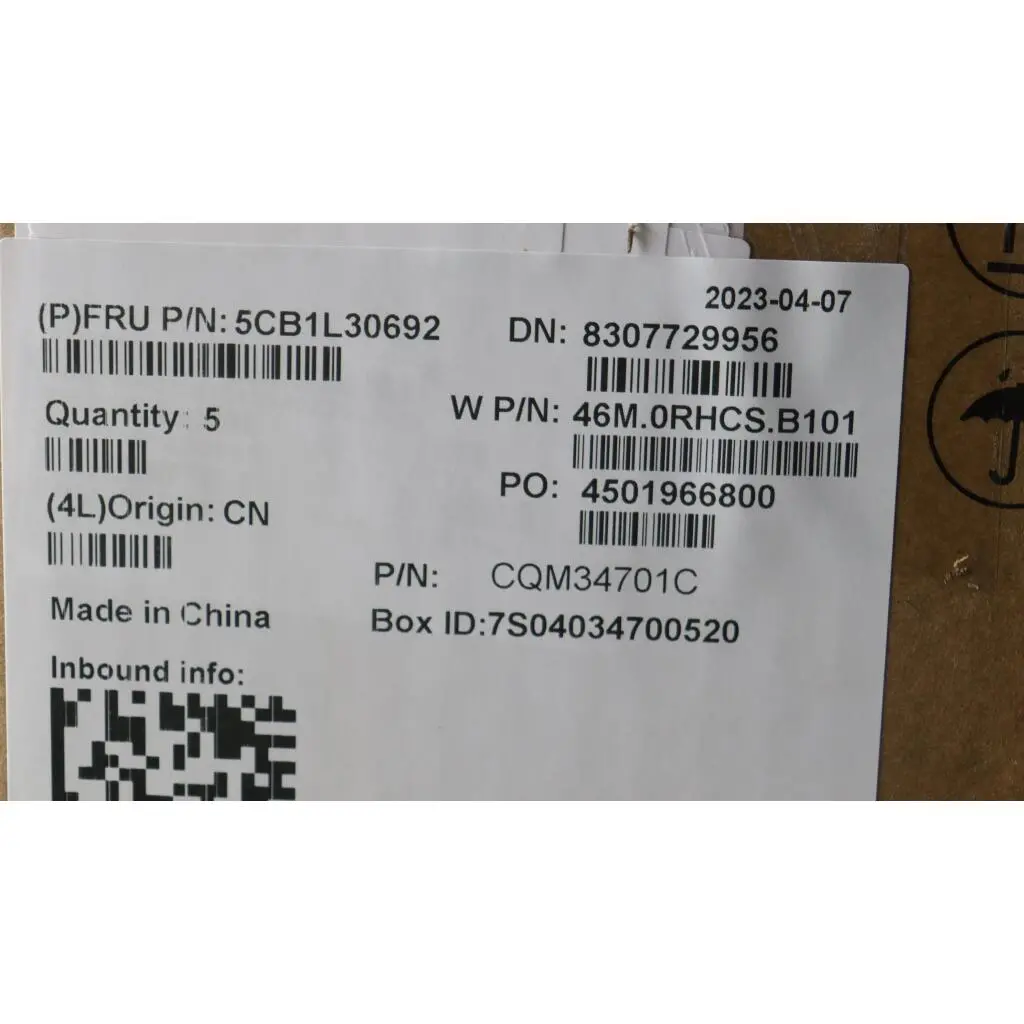 2023-04-07
(P)FRU P/N: 5CB1L30692
DN: 8307729956
Quantity: 5
W P/N: 46M.0RHCS.B101
(4L)Origin: CN
PO: 4501966800
P/N: CQM34701C
Made in China
Box ID:7S04034700520
Inbound info: